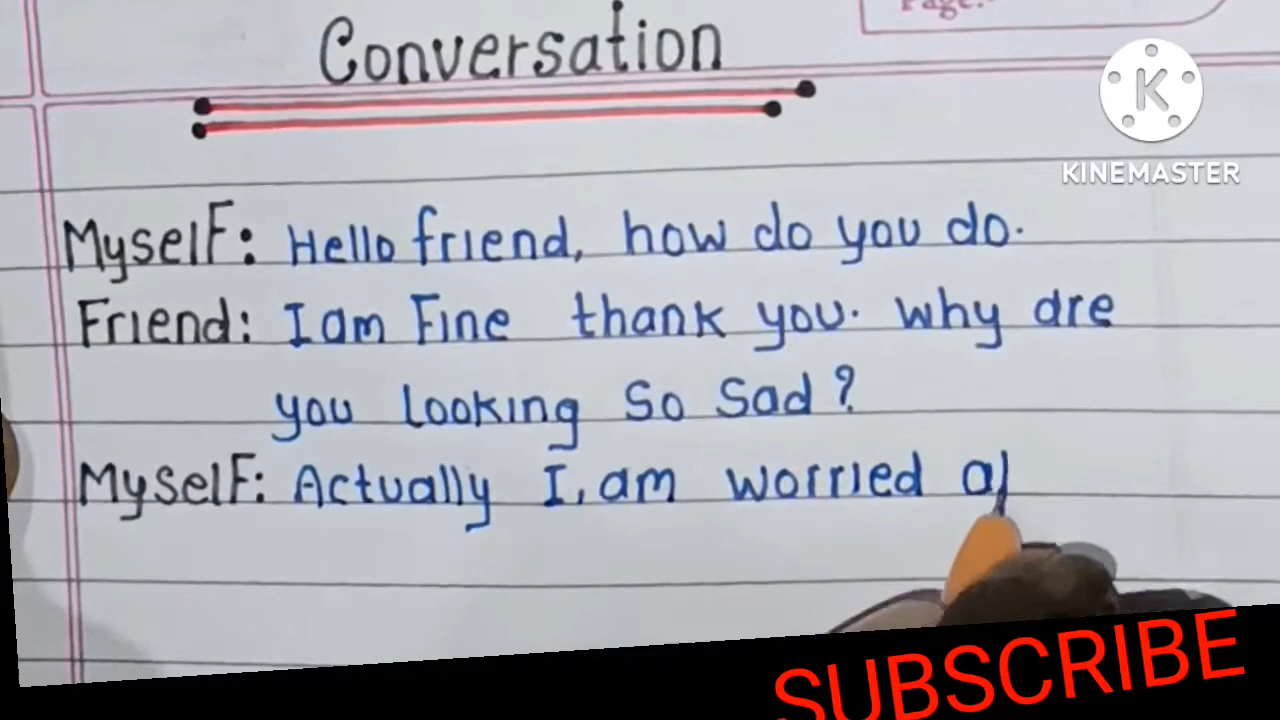 Page:
Conversation
K
KINEMASTER
Myself: Hello friend, how do you do.
Friend: I am Fine thank you. why are
you looking So Sad?
Myself: Actually I, am worried
SUBSCRIBE